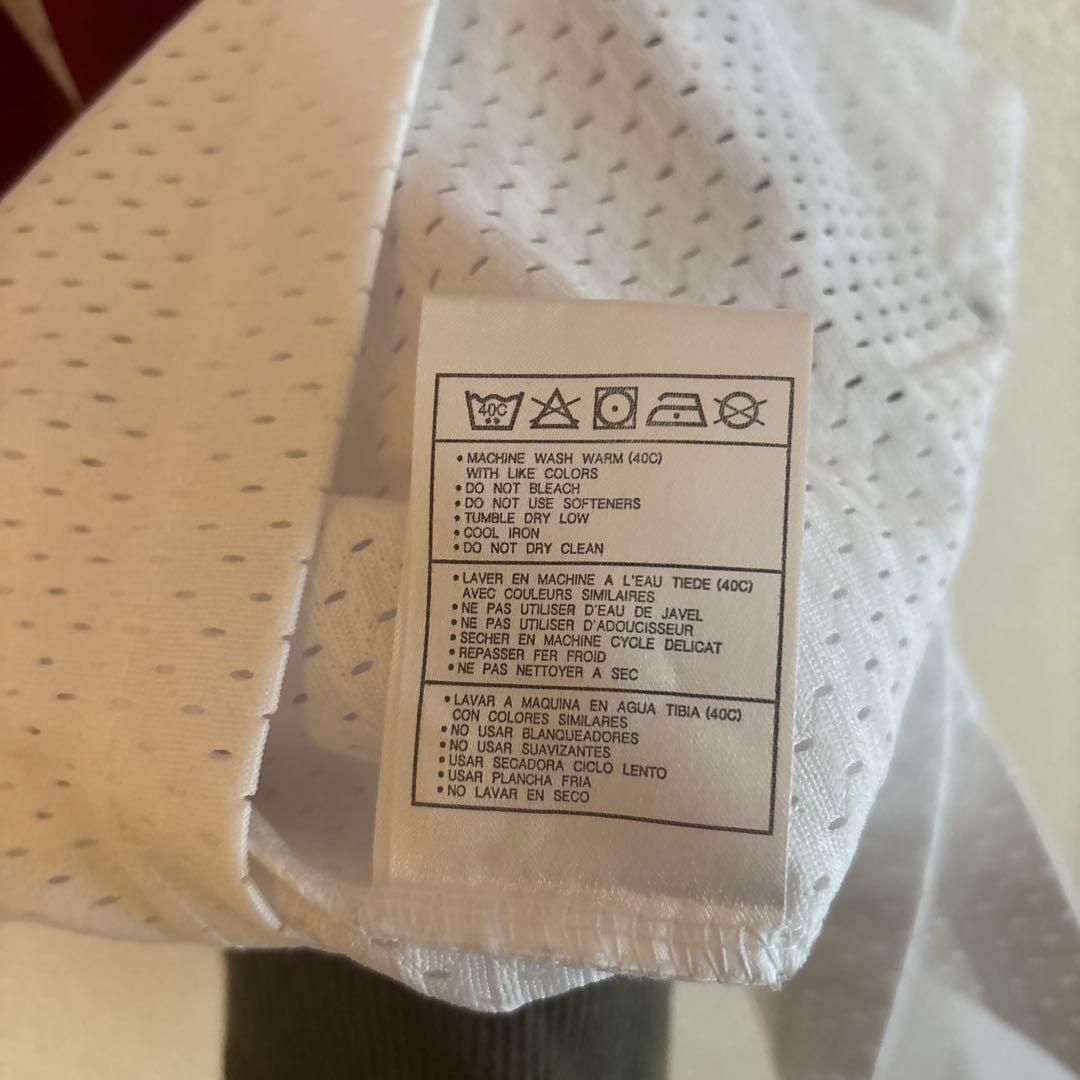 40C
• MACHINE WASH WARM (40C)
WITH LIKE COLORS
• DO NOT BLEACH
• DO NOT USE SOFTENERS
• TUMBLE DRY LOW
• COOL IRON
• DO NOT DRY CLEAN
• LAVER EN MACHINE A L'EAU TIEDE (40C)
AVEC COULEURS SIMILAIRES
• NE PAS UTILISER D'EAU DE JAVEL
• NE PAS UTILISER D'ADOUCISSEUR
• SECHER EN MACHINE CYCLE DELICAT
• REPASSER FER FROID
• NE PAS NETTOYER A SEC
• LAVAR A MAQUINA EN AGUA TIBIA (40C)
CON COLORES SIMILARES
• NO USAR BLANQUEADORES
• NO USAR SUAVIZANTES
• USAR SECADORA CICLO LENTO
• USAR PLANCHA FRIA
• NO LAVAR EN SECO